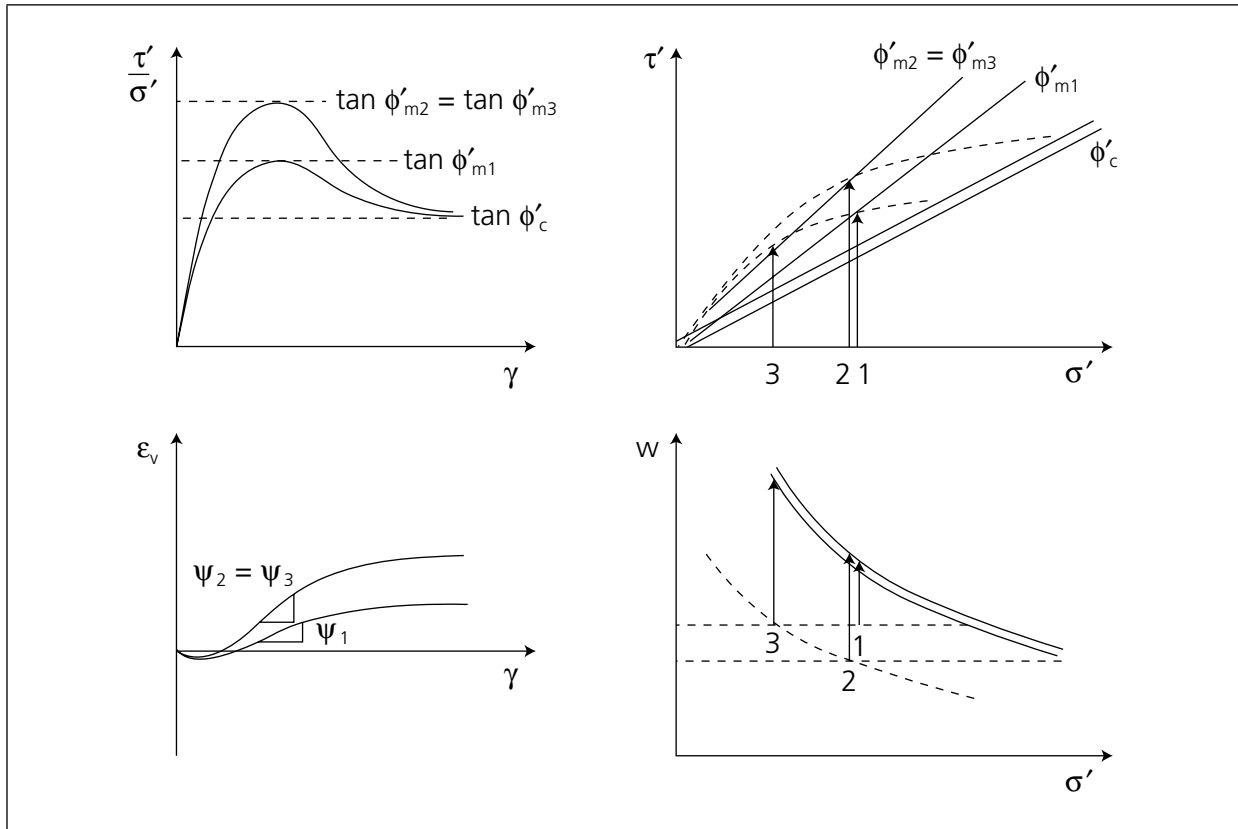 τ′
σ′
tan ϕ′m2 = tan ϕ′m3
tan ϕ′m1
tan ϕ′c
γ
τ′
ϕ′m2 = ϕ′m3
ϕ′m1
ϕ′c
3 2 1
σ′
εv
ψ2 = ψ3
ψ1
γ
w
3 1
2
σ′